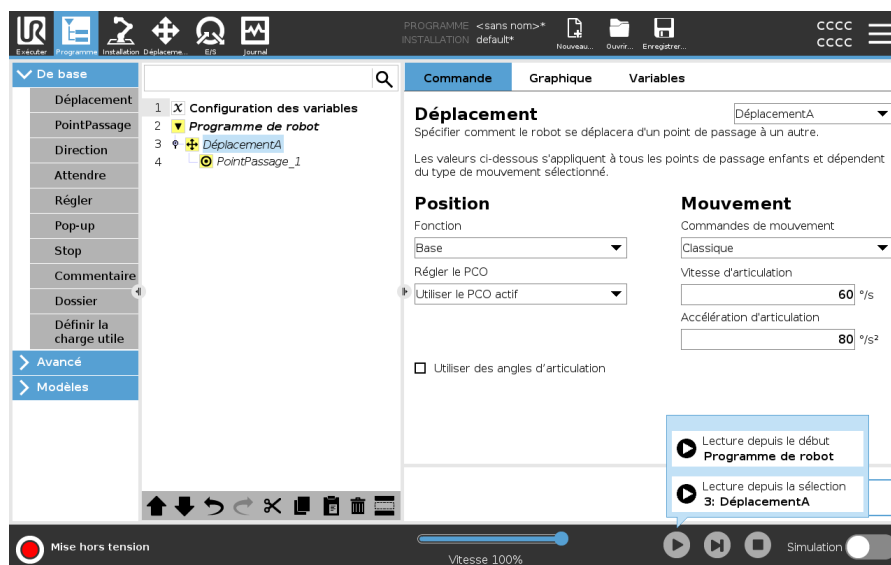 PROGRAMME <sans nom>*
INSTALLATION default*
UR
Exécuter
Programme
Installation
Déplaceme...
E/S
Journal
Nouveau...
Ouvrir...
Enregistrer...
cccc
cccc
De base
Déplacement
PointPassage
Direction
Attendre
Régler
Pop-up
Stop
Commentaire
Dossier
Définir la
charge utile
Avancé
Modèles
1 X Configuration des variables
2 Programme de robot
3 DéplacementA
4 PointPassage_1
Commande Graphique Variables
Déplacement
DéplacementA
Spécifier comment le robot se déplacera d'un point de passage à un autre.
Les valeurs ci-dessous s'appliquent à tous les points de passage enfants et dépendent
du type de mouvement sélectionné.
Position
Fonction
Base
Régler le PCO
Utiliser le PCO actif
Utiliser des angles d'articulation
Mouvement
Commandes de mouvement
Classique
Vitesse d'articulation
60 °/s
Accélération d'articulation
80 °/s²
Lecture depuis le début
Programme de robot
Lecture depuis la sélection
3: DéplacementA
Mise hors tension
Vitesse 100%
Simulation